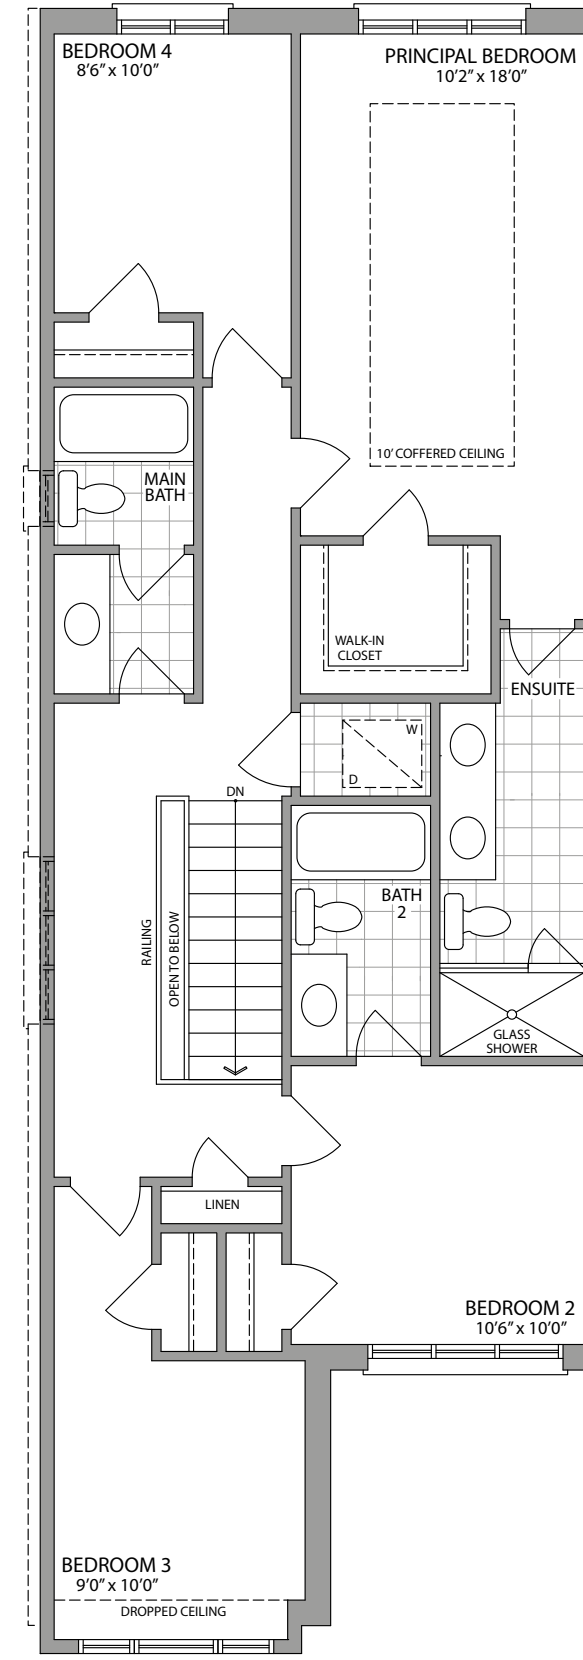 BEDROOM 4
8'6" x 10'0"
PRINCIPAL BEDROOM
10'2" x 18'0"
10' COFFERED CEILING
MAIN
BATH
WALK-IN
CLOSET
ENSUITE
W
D
DN
BATH
2
RAILING
OPEN TO BELOW
GLASS
SHOWER
LINEN
BEDROOM 2
10'6" x 10'0"
BEDROOM 3
9'0" x 10'0"
DROPPED CEILING